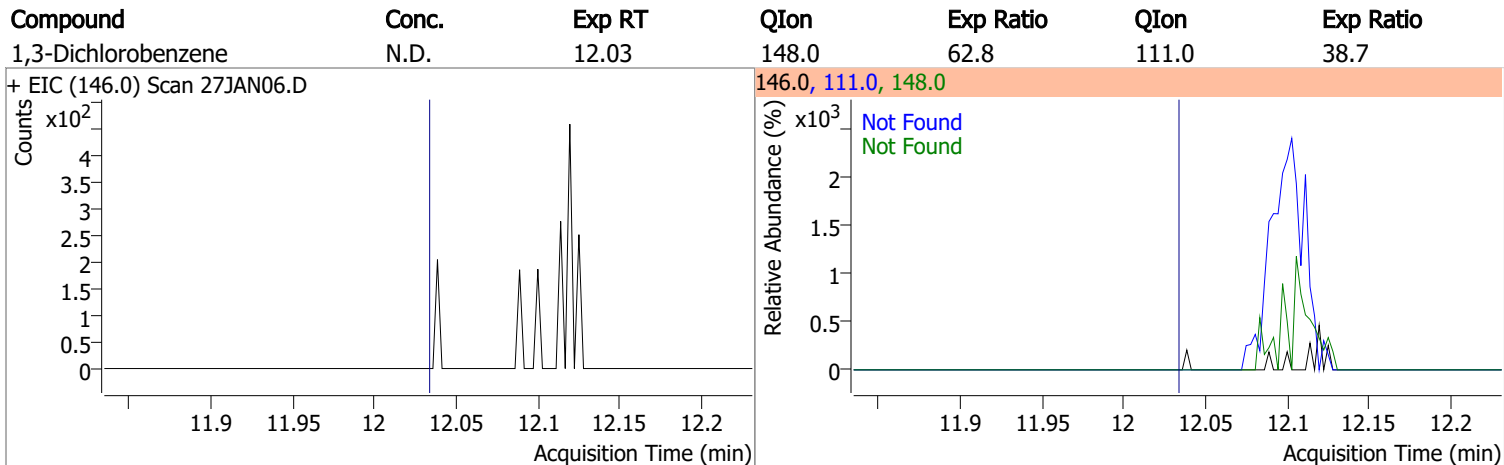 Compound Conc. Exp RT QIon Exp Ratio QIon Exp Ratio
1,3-Dichlorobenzene N.D. 12.03 148.0 62.8 111.0 38.7
+ EIC (146.0) Scan 27JAN06.D
Counts
x10²
4
3.5
3
2.5
2
1.5
1
0.5
0
11.9 11.95 12 12.05 12.1 12.15 12.2
Acquisition Time (min)
146.0, 111.0, 148.0
Relative Abundance (%)
x10³
Not Found
Not Found
2
1.5
1
0.5
0
11.9 11.95 12 12.05 12.1 12.15 12.2
Acquisition Time (min)